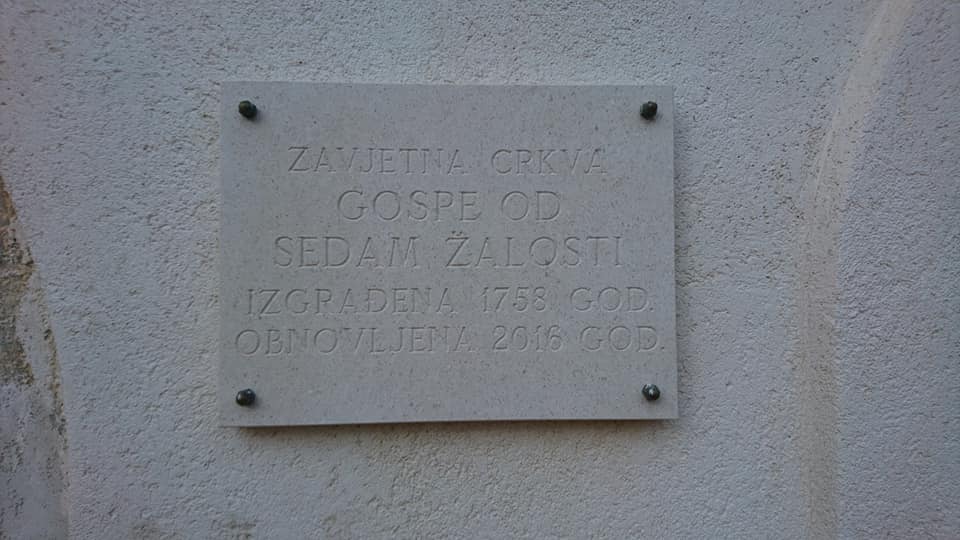 ZAVJETNA CRKVA
GOSPE OD
SEDAM ŽALOSTI
IZGRAĐENA 1758 GOD.
OBNOVLJENA 2016 GOD.